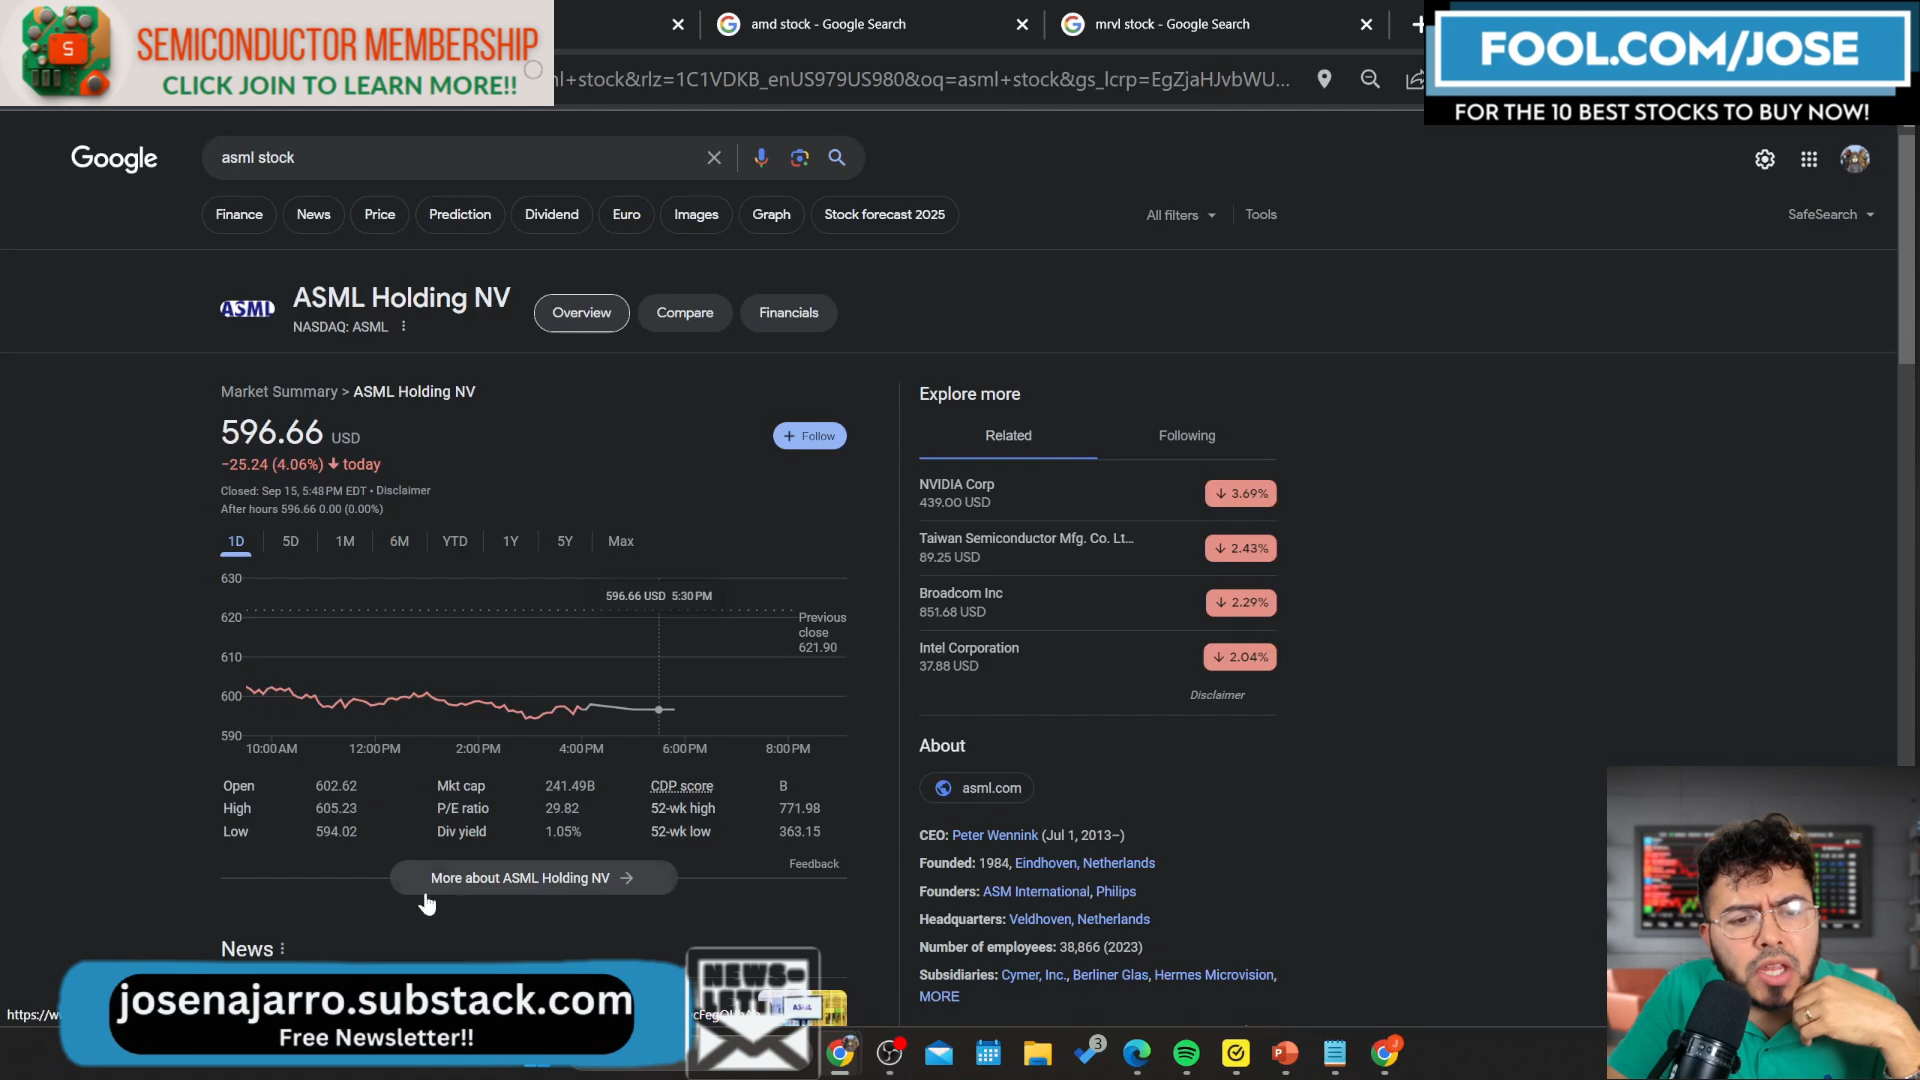 SEMICONDUCTOR MEMBERSHIP
CLICK JOIN TO LEARN MORE!!
S
amd stock - Google Search
mrvl stock - Google Search
FOOL.COM/JOSE
FOR THE 10 BEST STOCKS TO BUY NOW!
l+stock&rlz=1C1VDKB_enUS979US980&oq=asml+stock&gs_lcrp=EgZjaHJvbWU...
Google
asml stock
Finance
News
Price
Prediction
Dividend
Euro
Images
Graph
Stock forecast 2025
All filters
Tools
SafeSearch
ASML
ASML Holding NV
NASDAQ: ASML
Overview
Compare
Financials
Market Summary > ASML Holding NV
596.66 USD
+ Follow
−25.24 (4.06%) today
Closed: Sep 15, 5:48 PM EDT • Disclaimer
After hours 596.66 0.00 (0.00%)
1D
5D
1M
6M
YTD
1Y
5Y
Max
630
620
610
600
590
596.66 USD 5:30 PM
Previous
close
621.90
10:00 AM
12:00 PM
2:00 PM
4:00 PM
6:00 PM
8:00 PM
Open 602.62 Mkt cap 241.49B CDP score B
High 605.23 P/E ratio 29.82 52-wk high 771.98
Low 594.02 Div yield 1.05% 52-wk low 363.15
Feedback
More about ASML Holding NV
News
Explore more
Related
Following
NVIDIA Corp
439.00 USD
3.69%
Taiwan Semiconductor Mfg. Co. Lt...
89.25 USD
2.43%
Broadcom Inc
851.68 USD
2.29%
Intel Corporation
37.88 USD
2.04%
Disclaimer
About
asml.com
CEO: Peter Wennink (Jul 1, 2013–)
Founded: 1984, Eindhoven, Netherlands
Founders: ASM International, Philips
Headquarters: Veldhoven, Netherlands
Number of employees: 38,866 (2023)
Subsidiaries: Cymer, Inc., Berliner Glas, Hermes Microvision,
MORE
josenajarro.substack.com
Free Newsletter!!
NEWS-
LETTER
ASML
https://w
3
P
J